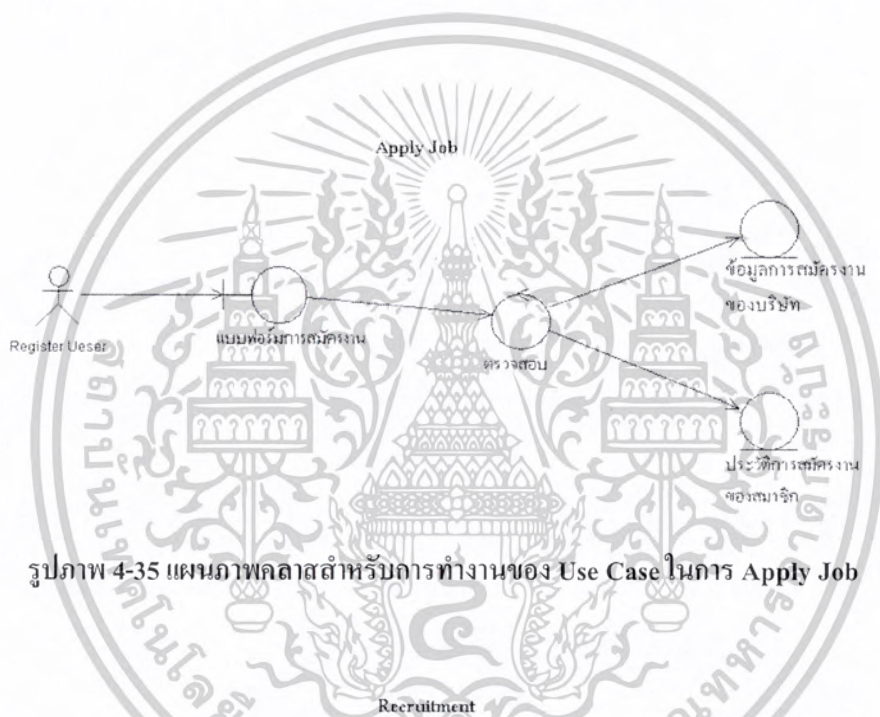 Apply Job
Register Ueser
แบบฟอร์มการสมัครงาน
ตรวจสอบ
ข้อมูลการสมัครงาน
ของบริษัท
ประวัติการสมัครงาน
ของสมาชิก
รูปภาพ 4-35 แผนภาพคลาสสำหรับการทำงานของ Use Case ในการ Apply Job
Recruitment